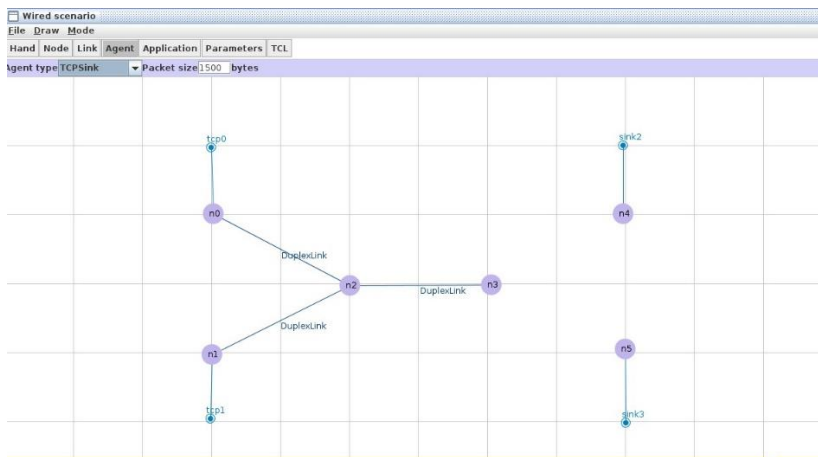 Wired scenario
File Draw Mode
Hand Node Link Agent Application Parameters TCL
Agent type TCPSink Packet size 1500 bytes
tcp0
sink2
n0
n4
DuplexLink
n2
n3
DuplexLink
DuplexLink
n1
n5
tcp1
sink3